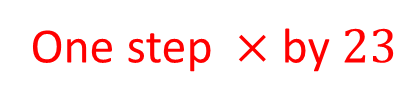 One step × by 23